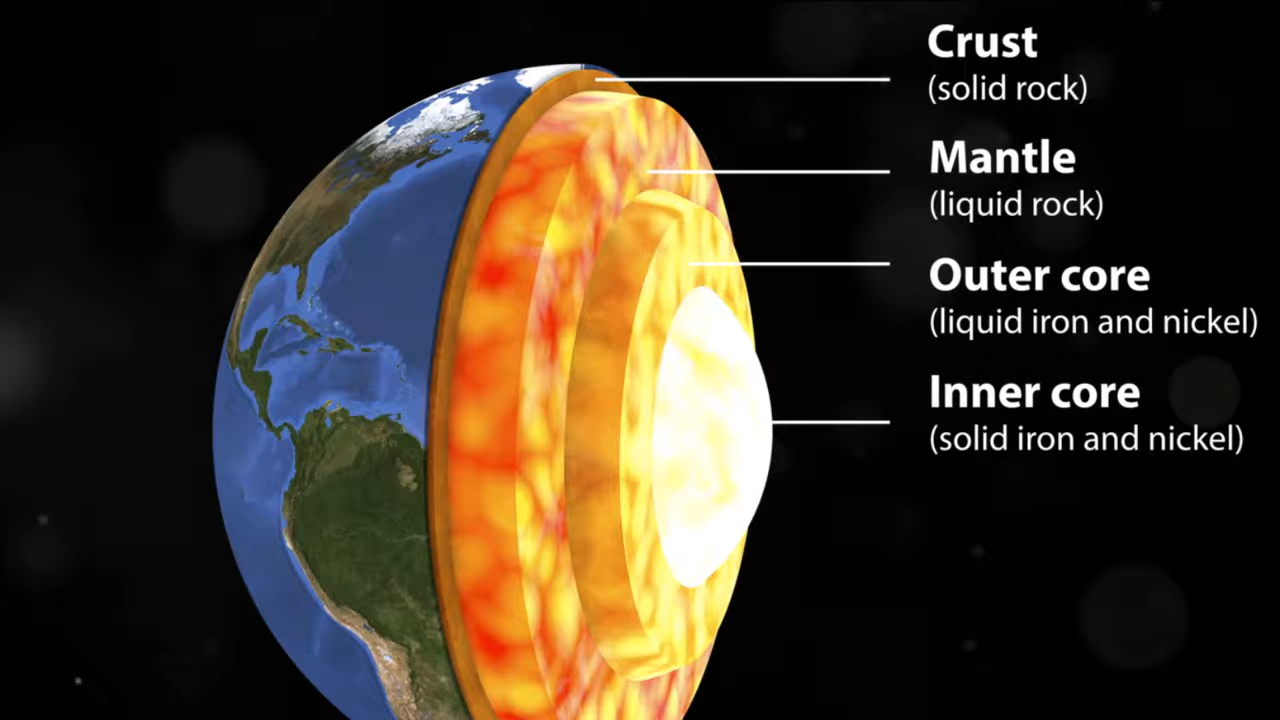 Crust
(solid rock)
Mantle
(liquid rock)
Outer core
(liquid iron and nickel)
Inner core
(solid iron and nickel)